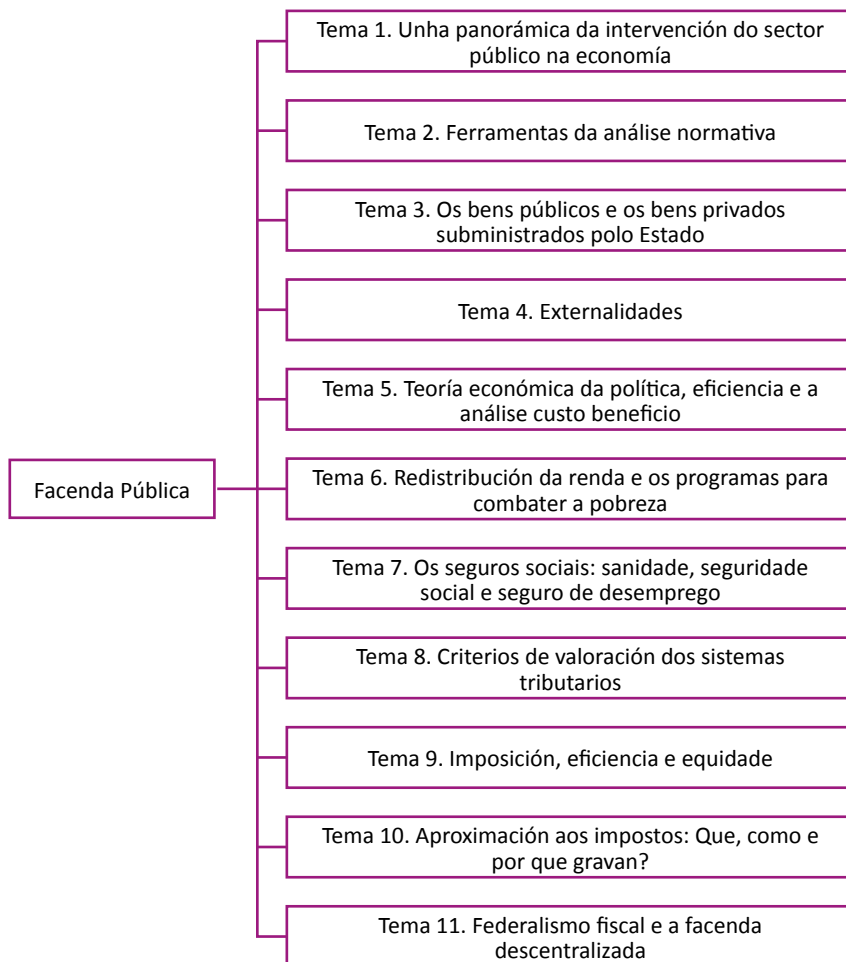 Tema 1. Unha panorámica da intervención do sector
público na economía
Tema 2. Ferramentas da análise normativa
Tema 3. Os bens públicos e os bens privados
subministrados polo Estado
Tema 4. Externalidades
Tema 5. Teoría económica da política, eficiencia e a
análise custo beneficio
Facenda Pública
Tema 6. Redistribución da renda e os programas para
combater a pobreza
Tema 7. Os seguros sociais: sanidade, seguridade
social e seguro de desemprego
Tema 8. Criterios de valoración dos sistemas
tributarios
Tema 9. Imposición, eficiencia e equidade
Tema 10. Aproximación aos impostos: Que, como e
por que gravan?
Tema 11. Federalismo fiscal e a facenda
descentralizada